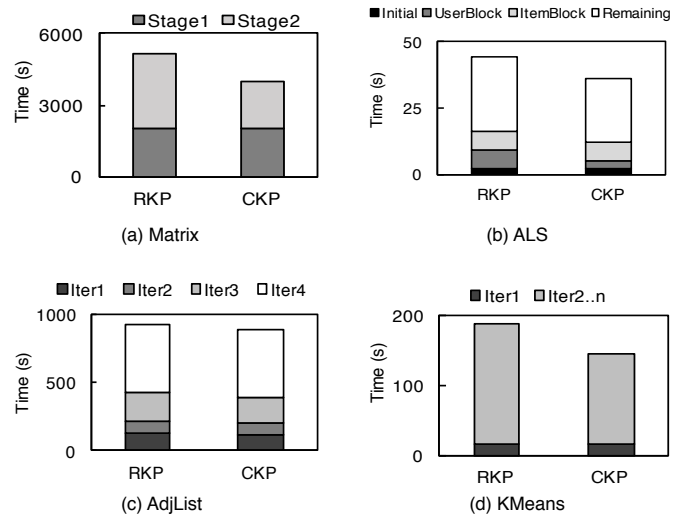 Stage1 Stage2
6000
3000
0
Time (s)
RKP CKP
(a) Matrix
Initial UserBlock ItemBlock Remaining
50
25
0
Time (s)
RKP CKP
(b) ALS
Iter1 Iter2 Iter3 Iter4
1000
500
0
Time (s)
RKP CKP
(c) AdjList
Iter1 Iter2..n
200
100
0
Time (s)
RKP CKP
(d) KMeans